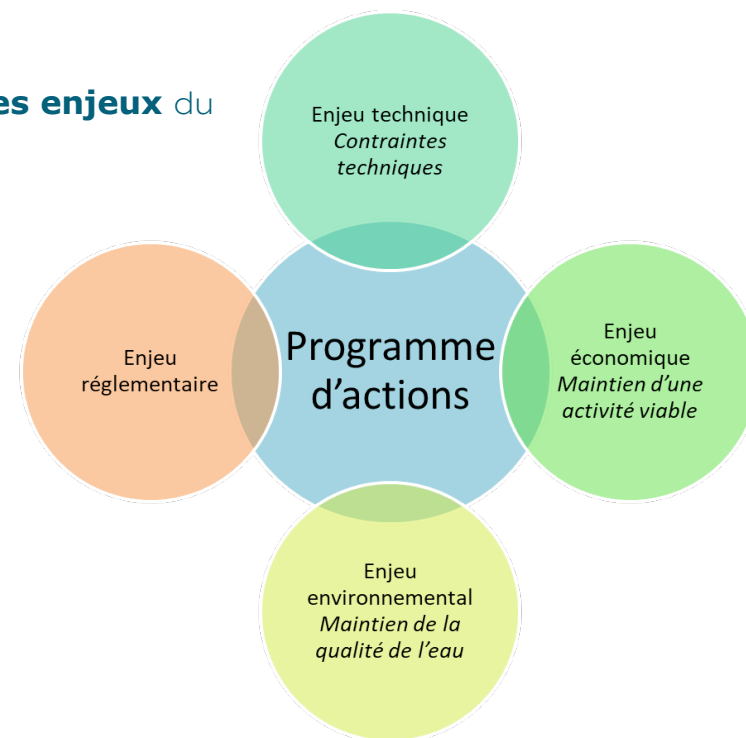 es enjeux du
Enjeu technique
Contraintes
techniques
Enjeu
réglementaire
Programme
d’actions
Enjeu
économique
Maintien d’une
activité viable
Enjeu
environnemental
Maintien de la
qualité de l’eau